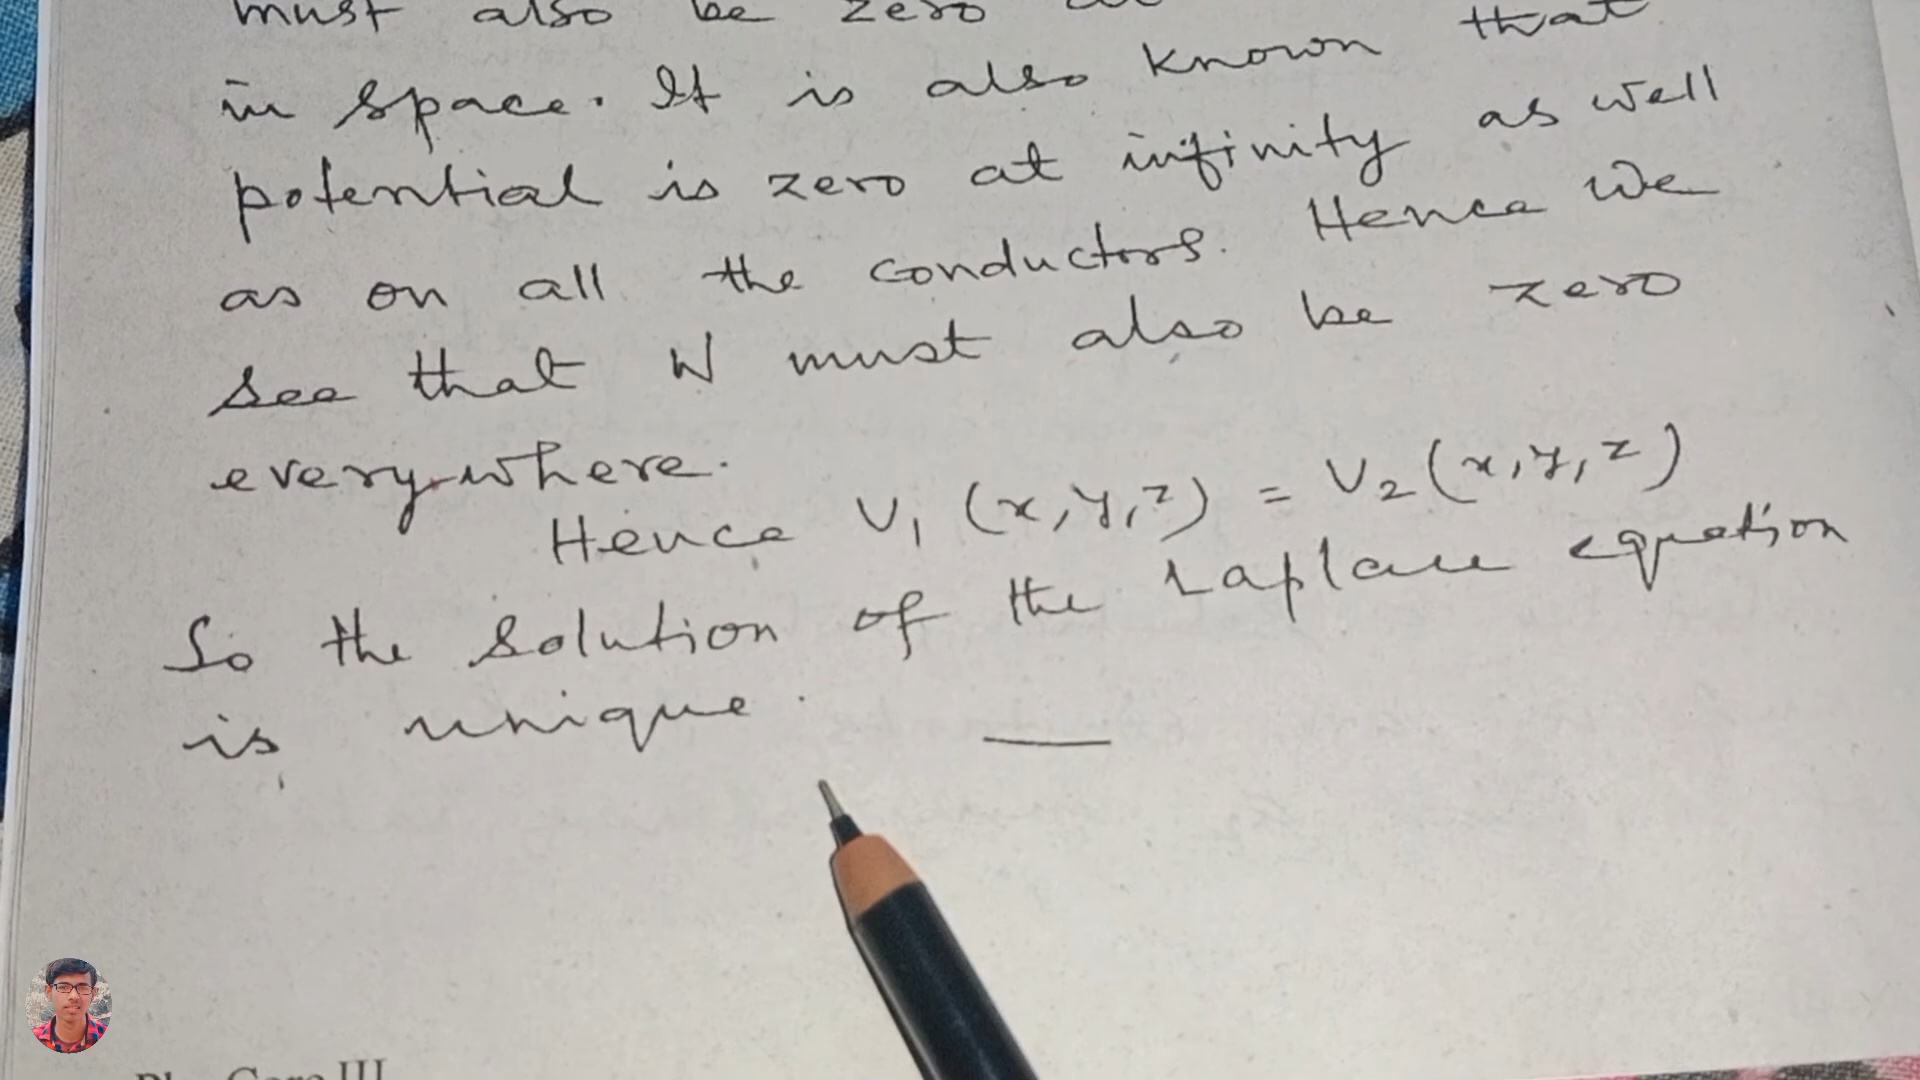 must also be zero
in space. It is also known that
potential is zero at infinity as well
as on all the conductors. Hence we
see that W must also be zero
everywhere.
Hence V₁ (x,y,z) = V₂ (x,y,z)
So the solution of the Laplace equation
is unique.